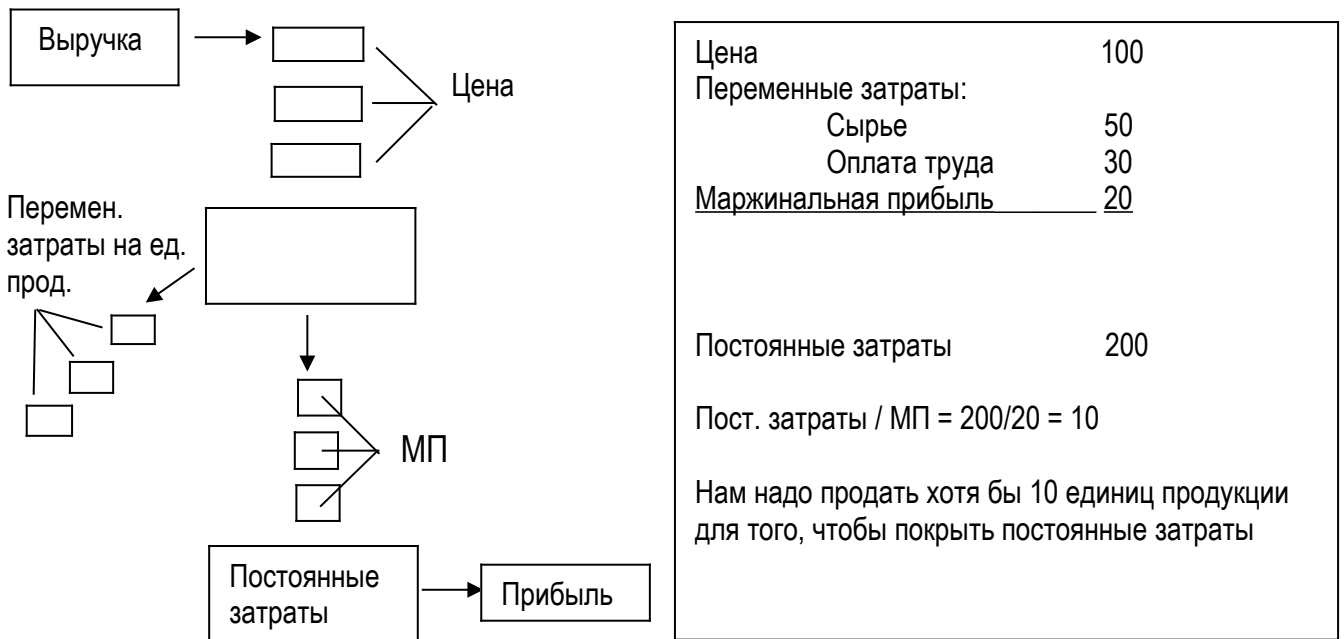 Выручка
Цена
Перемен.
затраты на ед.
прод.
МП
Постоянные
затраты
Прибыль
Цена 100
Переменные затраты:
Сырье 50
Оплата труда 30
Маржинальная прибыль 20
Постоянные затраты 200
Пост. затраты / МП = 200/20 = 10
Нам надо продать хотя бы 10 единиц продукции
для того, чтобы покрыть постоянные затраты